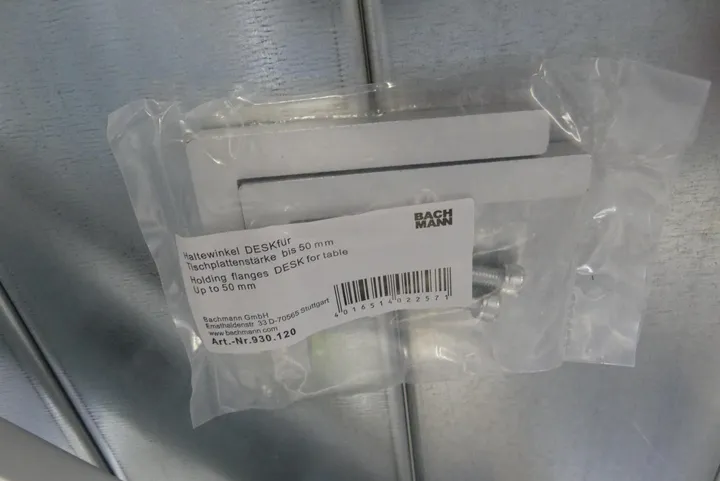 BACH
MANN
Haltewinkel DESKfür
Tischplattenstärke bis 50 mm
Holding flanges DESK for table
Up to 50 mm
4016514022571
Bachmann GmbH
Ernsthaldenstr. 33 D-70565 Stuttgart
www.bachmann.com
Art.-Nr.930.120